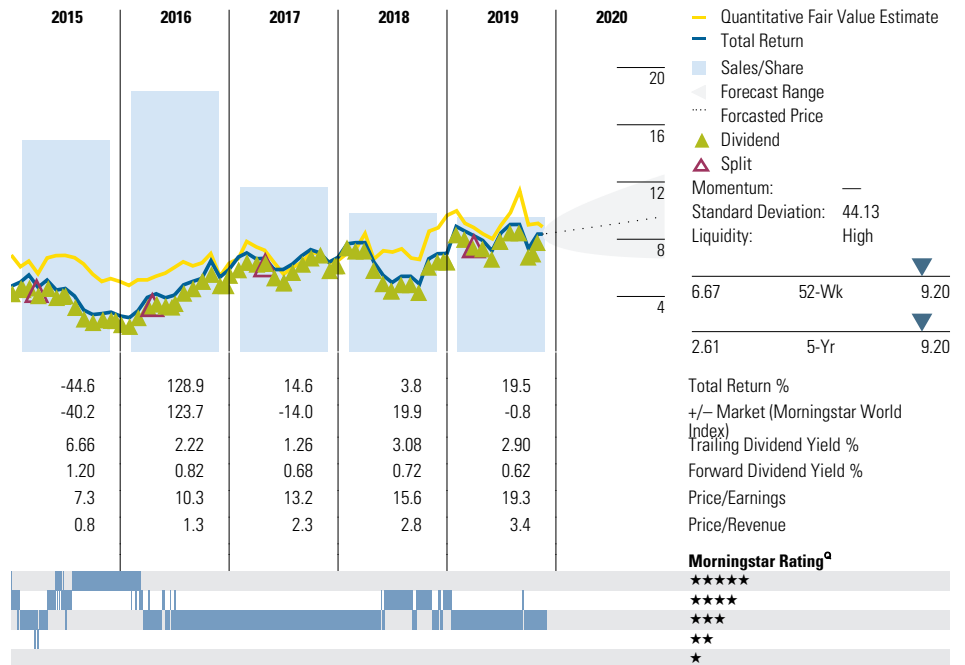 2015 2016 2017 2018 2019 2020
Quantitative Fair Value Estimate
Total Return
Sales/Share
Forecast Range
Forcasted Price
Dividend
Split
Momentum: —
Standard Deviation: 44.13
Liquidity: High
20
16
12
8
4
6.67 52-Wk 9.20
2.61 5-Yr 9.20
-44.6 128.9 14.6 3.8 19.5 Total Return %
-40.2 123.7 -14.0 19.9 -0.8 +/– Market (Morningstar World
Index)
6.66 2.22 1.26 3.08 2.90 Trailing Dividend Yield %
1.20 0.82 0.68 0.72 0.62 Forward Dividend Yield %
7.3 10.3 13.2 15.6 19.3 Price/Earnings
0.8 1.3 2.3 2.8 3.4 Price/Revenue
Morningstar RatingQ
★★★★★
★★★★
★★★
★★
★